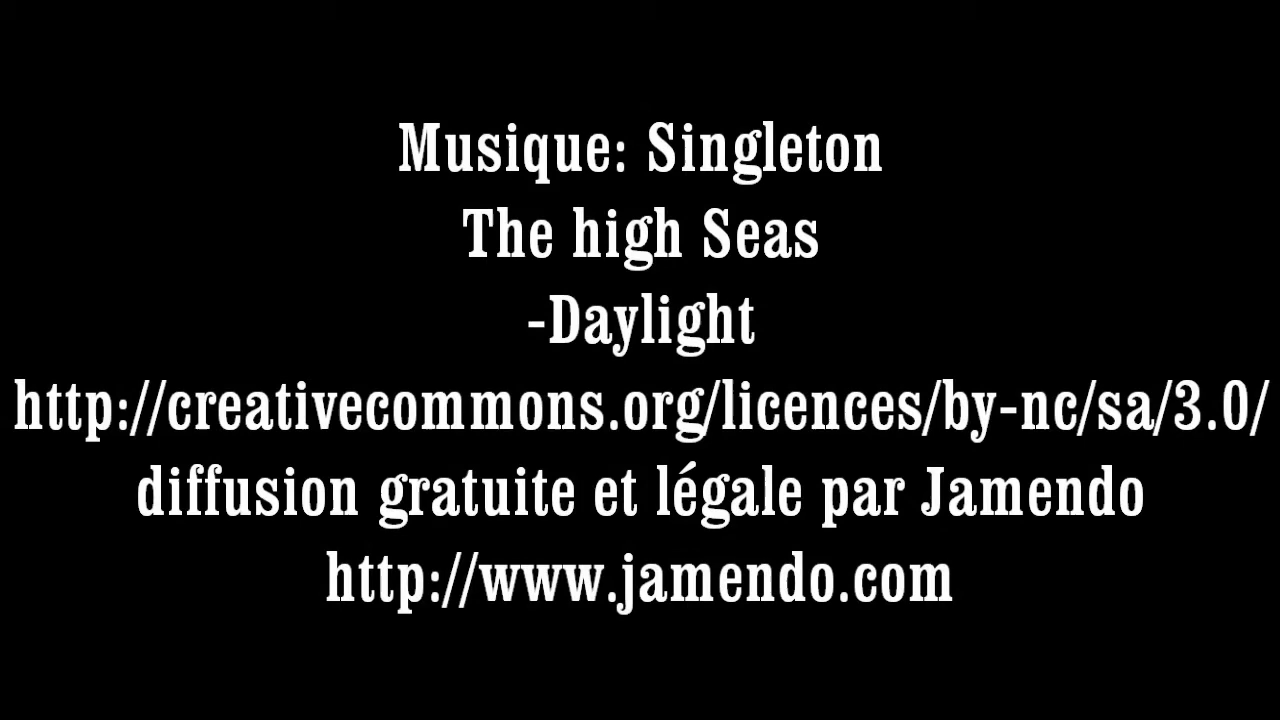 Musique: Singleton
The high Seas
-Daylight
http://creativecommons.org/licences/by-nc/sa/3.0/
diffusion gratuite et légale par Jamendo
http://www.jamendo.com